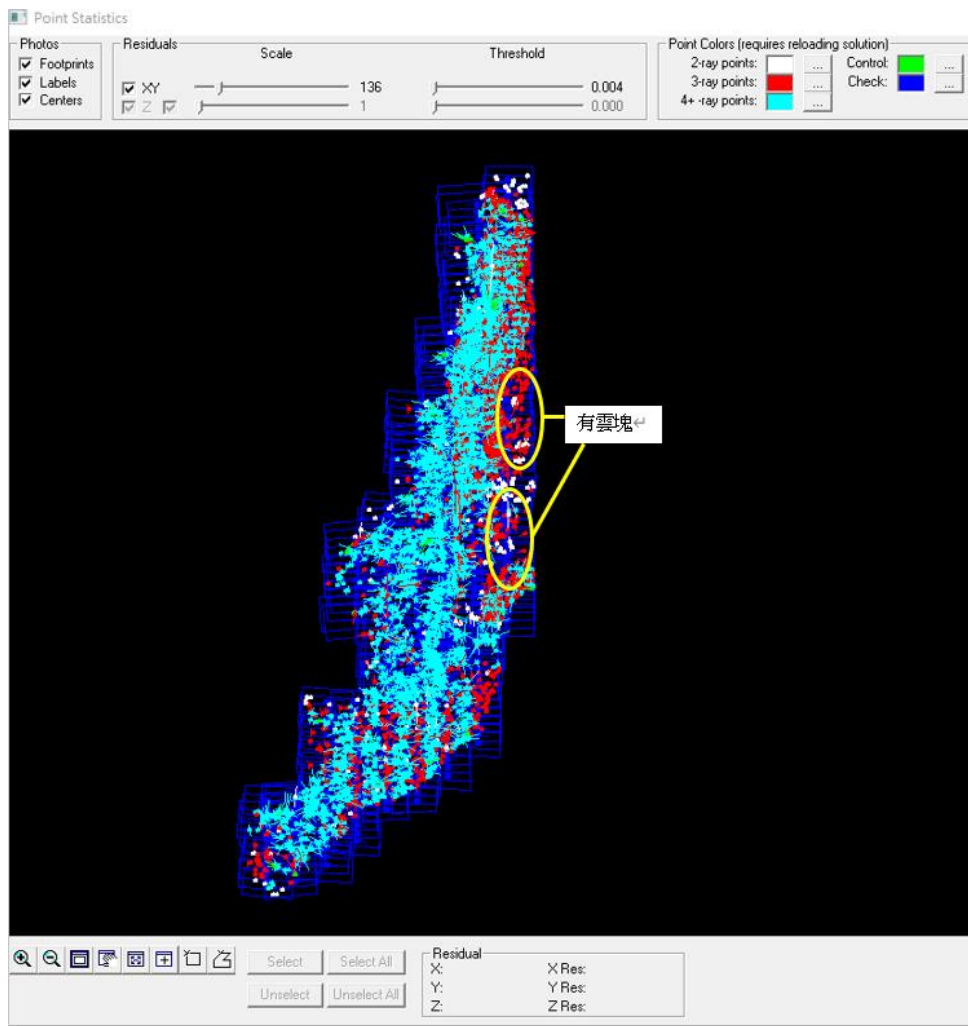 Point Statistics
Photos
Footprints
Labels
Centers
Residuals
Scale
Threshold
XY
136
0.004
Z
1
0.000
Point Colors (requires reloading solution)
2-ray points:
...
Control:
...
3-ray points:
...
Check:
...
4+ -ray points:
...
有雲塊↵
Select
Select All
Unselect
Unselect All
Residual
X:
X Res:
Y:
Y Res:
Z:
Z Res: